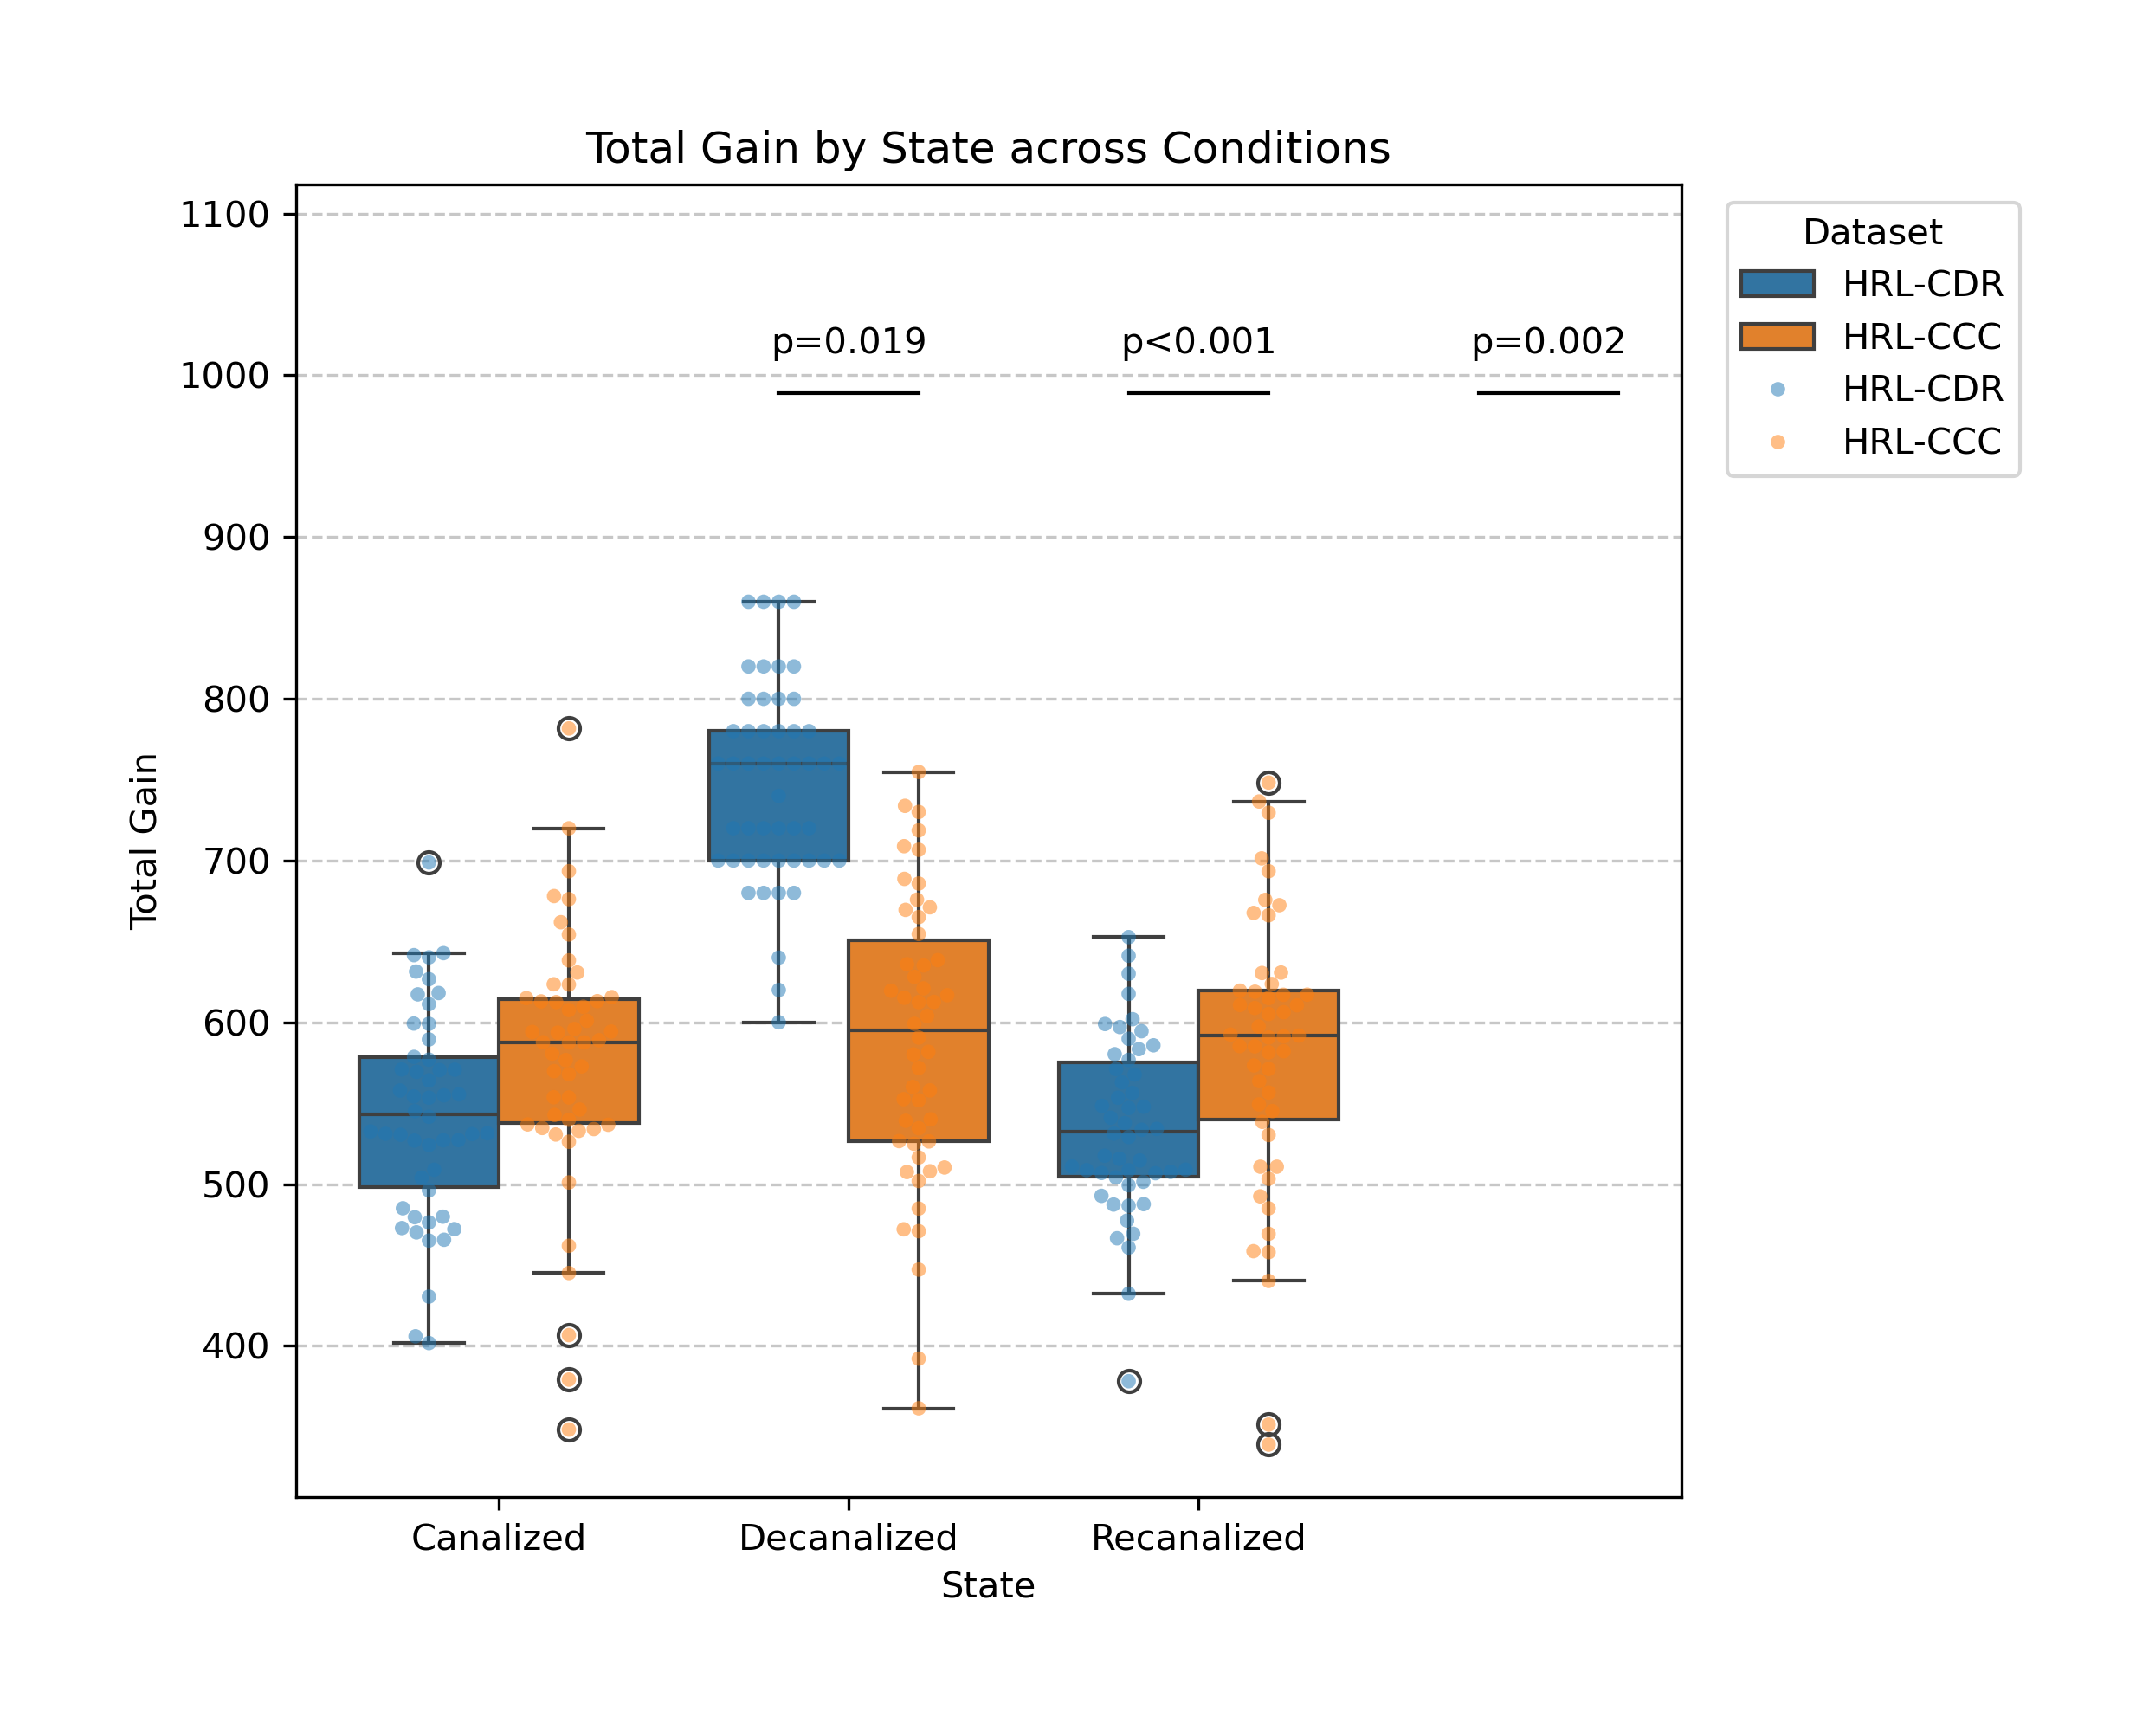 Total Gain by State across Conditions
Total Gain
1100
1000
900
800
700
600
500
400
p=0.019
p<0.001
p=0.002
Canalized
Decanalized
Recanalized
State
Dataset
HRL-CDR
HRL-CCC
HRL-CDR
HRL-CCC